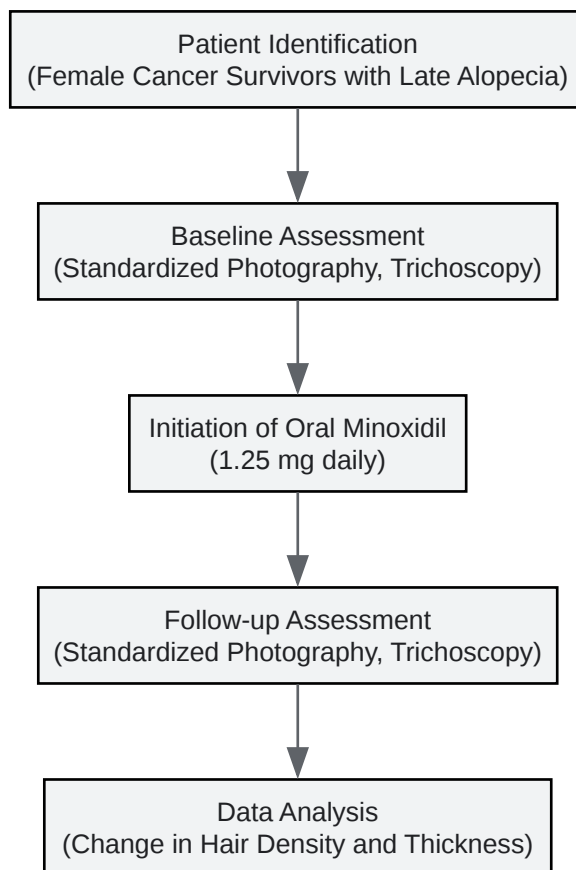 Patient Identification
(Female Cancer Survivors with Late Alopecia)
Baseline Assessment
(Standardized Photography, Trichoscopy)
Initiation of Oral Minoxidil
(1.25 mg daily)
Follow-up Assessment
(Standardized Photography, Trichoscopy)
Data Analysis
(Change in Hair Density and Thickness)